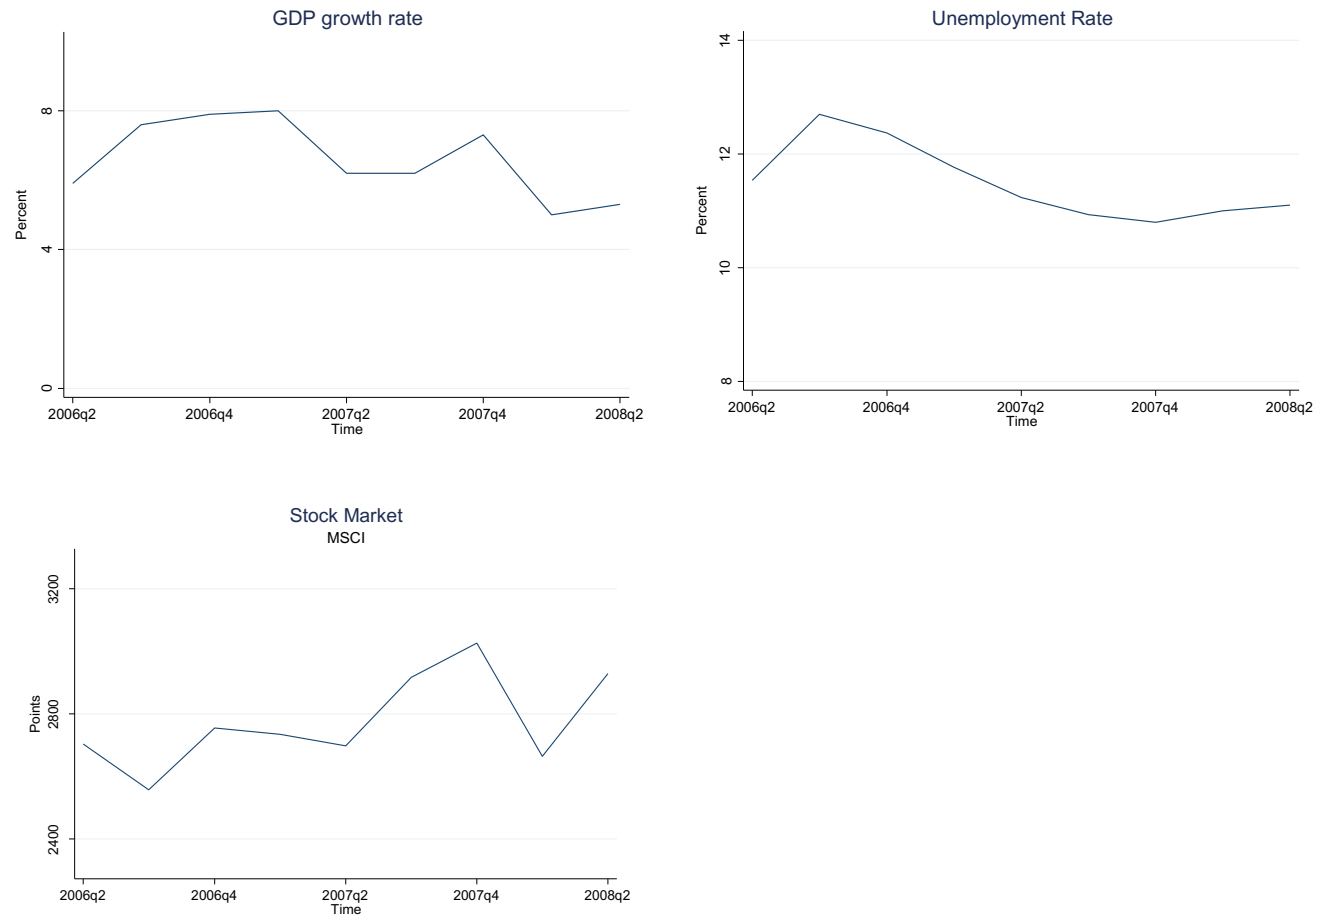 GDP growth rate
8
4
0
Percent
2006q2 2006q4 2007q2 2007q4 2008q2
Time
Unemployment Rate
14
12
10
8
Percent
2006q2 2006q4 2007q2 2007q4 2008q2
Time
Stock Market
MSCI
3200
2800
2400
Points
2006q2 2006q4 2007q2 2007q4 2008q2
Time